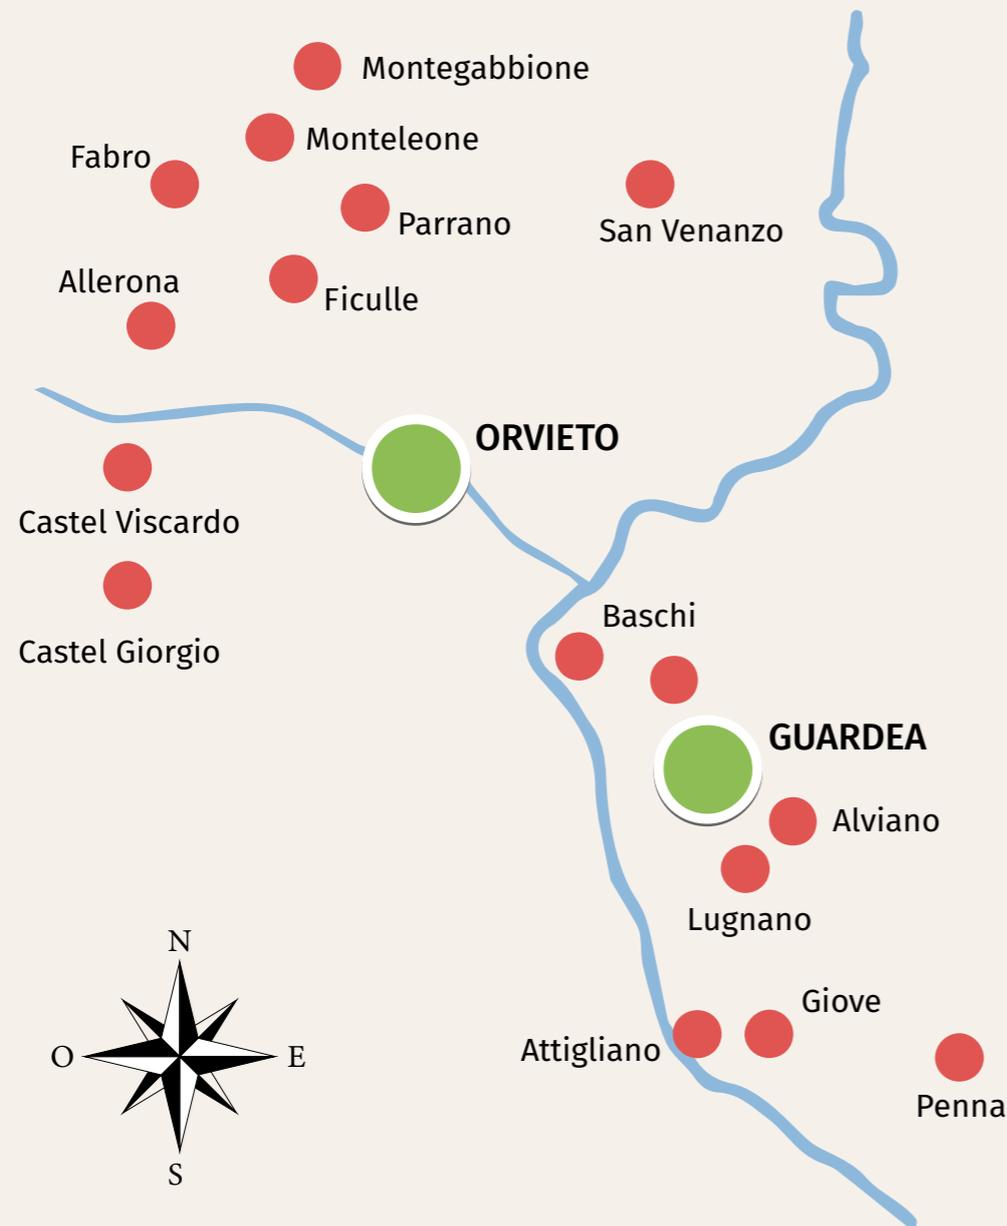 Montegabbione
Monteleone
Fabro
Parrano
San Venanzo
Allerona
Ficulle
ORVIETO
Castel Viscardo
Baschi
Castel Giorgio
GUARDEA
Alviano
Lugnano
N
Giove
Attigliano
O
E
Penna
S